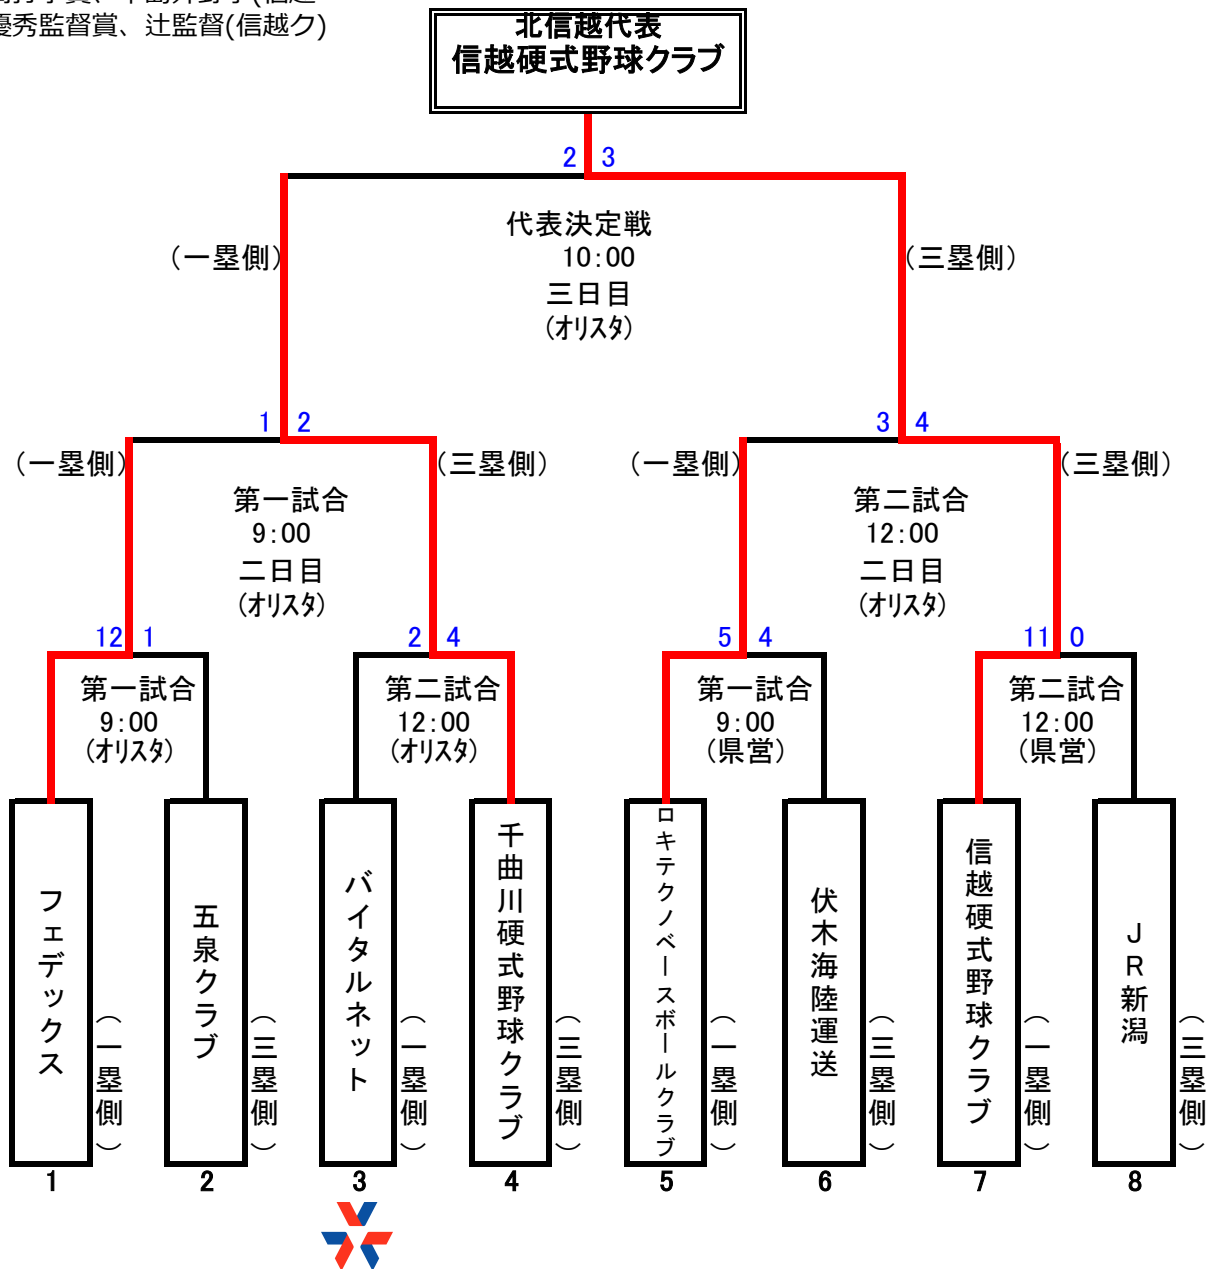 優秀監督賞、辻監督(信越ク)
北信越代表
信越硬式野球クラブ
2 3
代表決定戦
10:00
三日目
(オリスタ)
(一塁側)
(三塁側)
1 2
3 4
(一塁側)
(三塁側)
(一塁側)
(三塁側)
第一試合
9:00
二日目
(オリスタ)
第二試合
12:00
二日目
(オリスタ)
12 1
2 4
5 4
11 0
第一試合
9:00
(オリスタ)
第二試合
12:00
(オリスタ)
第一試合
9:00
(県営)
第二試合
12:00
(県営)
フェデックス
(一塁側)
五泉クラブ
(三塁側)
バイタルネット
(一塁側)
千曲川硬式野球クラブ
(三塁側)
ロキテクノベースボールクラブ
(一塁側)
伏木海陸運送
(三塁側)
信越硬式野球クラブ
(一塁側)
JR新潟
(三塁側)
1 2 3 4 5 6 7 8